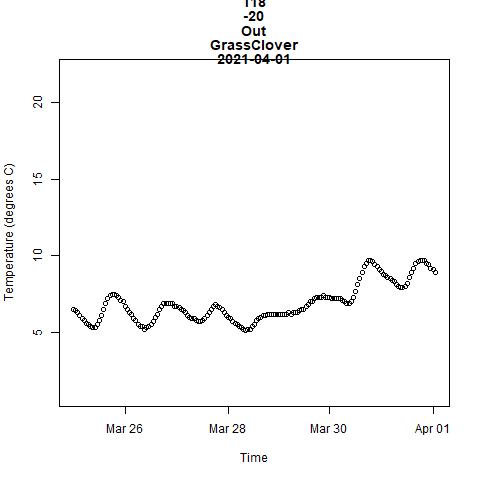 T18
-20
Out
GrassClover
2021-04-01
20
15
10
5
Temperature (degrees C)
Mar 26
Mar 28
Mar 30
Apr 01
Time